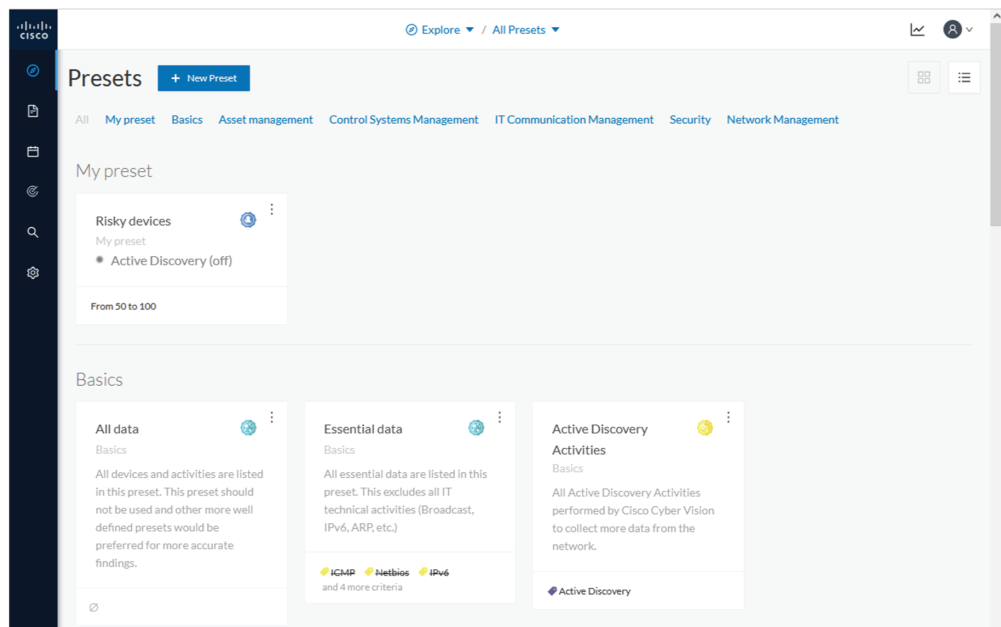 CISCO
Explore / All Presets
Presets
+ New Preset
All My preset Basics Asset management Control Systems Management IT Communication Management Security Network Management
My preset
Risky devices
My preset
Active Discovery (off)
From 50 to 100
Basics
All data
Basics
All devices and activities are listed
in this preset. This preset should
not be used and other more well
defined presets would be
preferred for more accurate
findings.
Essential data
Basics
All essential data are listed in this
preset. This excludes all IT
technical activities (Broadcast,
IPv6, ARP, etc.)
ICMP Netbios IPv6
and 4 more criteria
Active Discovery
Activities
Basics
All Active Discovery Activities
performed by Cisco Cyber Vision
to collect more data from the
network.
Active Discovery